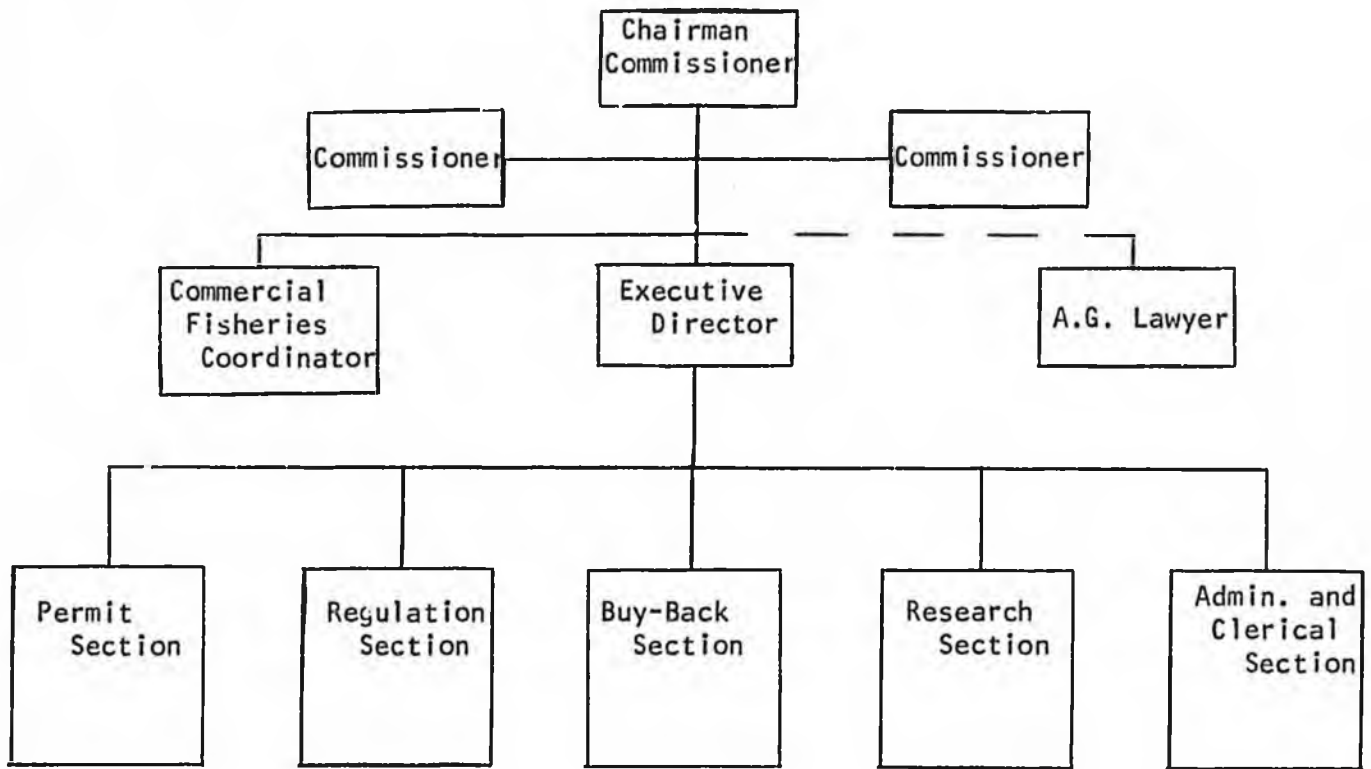 Chairman
Commissioner
Commissioner
Commissioner
Commercial
Fisheries
Coordinator
Executive
Director
A.G. Lawyer
Permit
Section
Regulation
Section
Buy-Back
Section
Research
Section
Admin. and
Clerical
Section